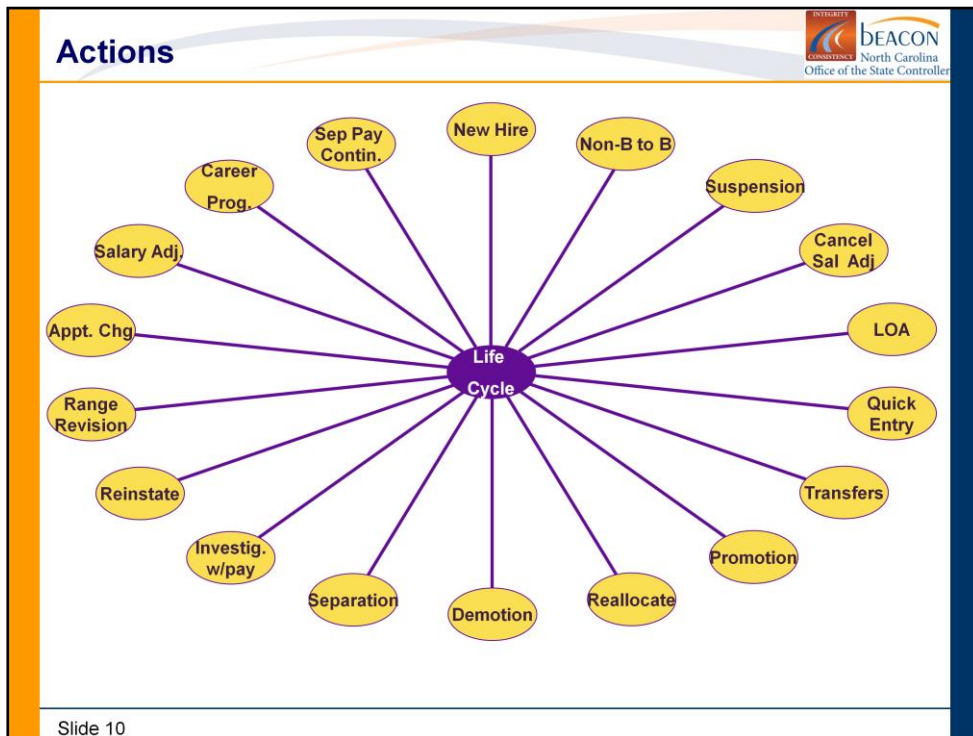 Actions
INTEGRITY
CONSISTENCY
bEACON
North Carolina
Office of the State Controller
New Hire
Non-B to B
Suspension
Cancel
Sal Adj
LOA
Quick
Entry
Transfers
Promotion
Reallocate
Demotion
Separation
Investig.
w/pay
Reinstate
Range
Revision
Appt. Chg
Salary Adj.
Career
Prog.
Sep Pay
Contin.
Life
Cycle
Slide 10